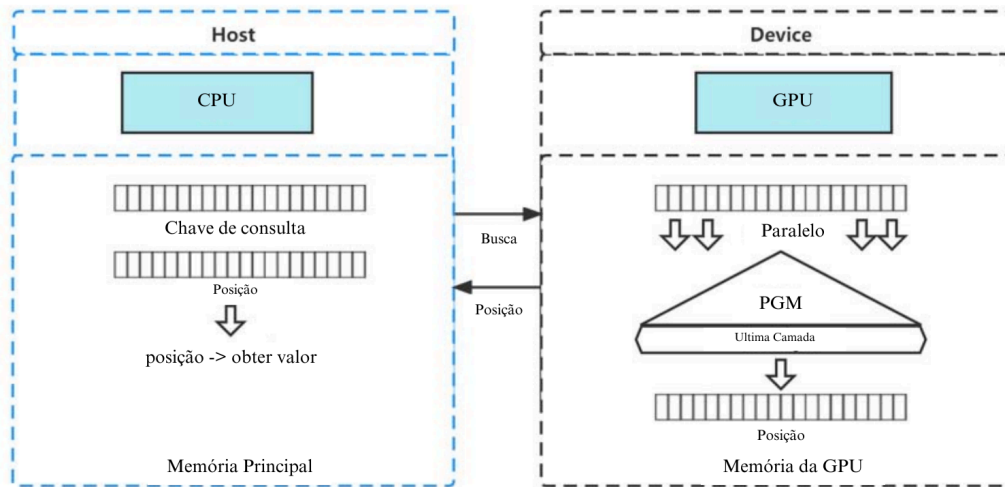 Host
CPU
Chave de consulta
Posição
posição -> obter valor
Memória Principal
Busca
Posição
Device
GPU
Paralelo
PGM
Ultima Camada
Posição
Memória da GPU